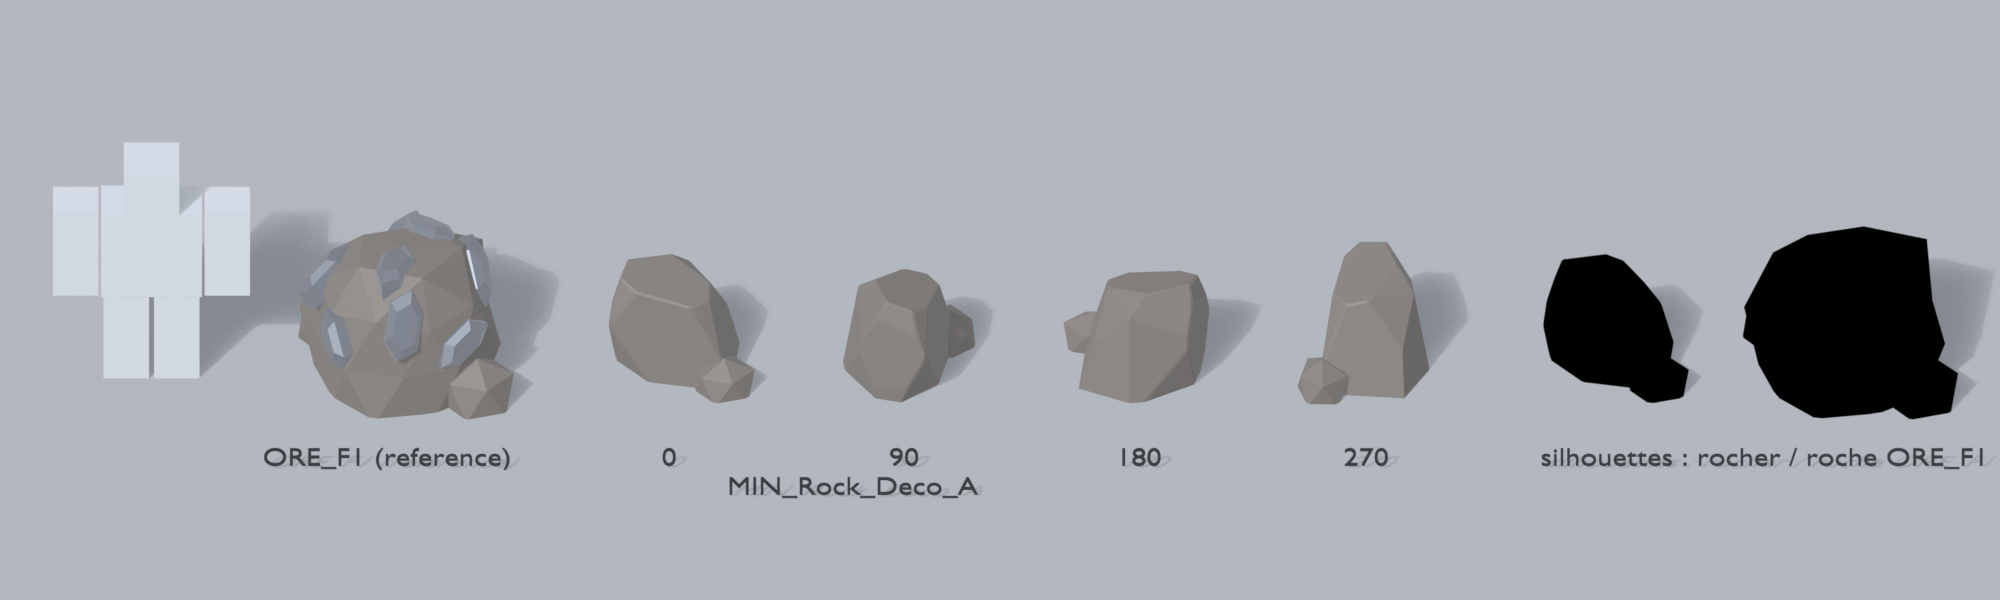 ORE_F1 (reference)
0
90
180
270
silhouettes : rocher / roche ORE_F1
MIN_Rock_Deco_A